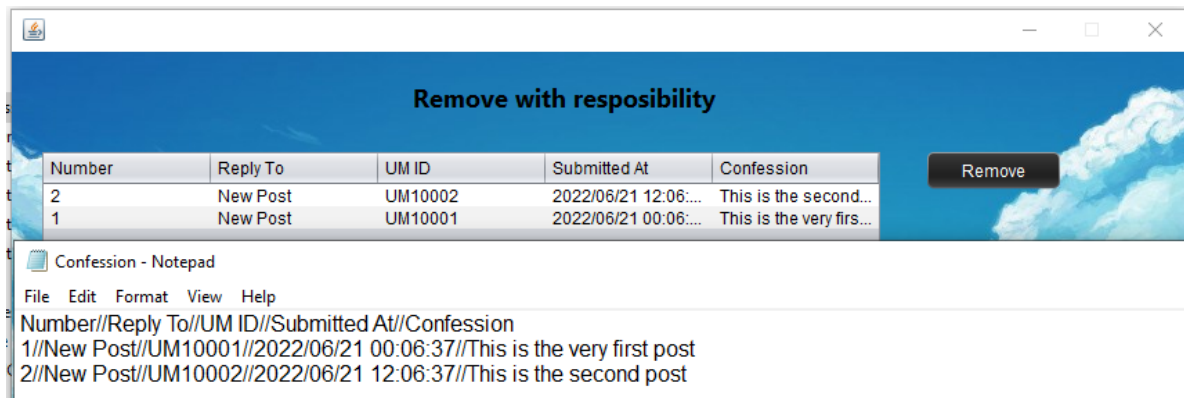 Remove with resposibility
Number Reply To UM ID Submitted At Confession
Remove
2 New Post UM10002 2022/06/21 12:06:... This is the second...
1 New Post UM10001 2022/06/21 00:06:... This is the very firs...
Confession - Notepad
File Edit Format View Help
Number//Reply To//UM ID//Submitted At//Confession
1//New Post//UM10001//2022/06/21 00:06:37//This is the very first post
2//New Post//UM10002//2022/06/21 12:06:37//This is the second post